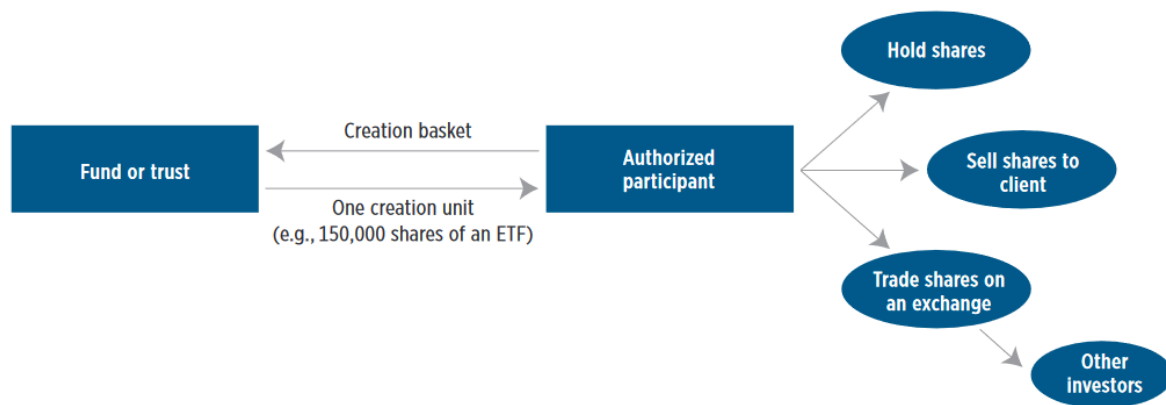 Hold shares
Creation basket
Fund or trust
Authorized
participant
Sell shares to
client
One creation unit
(e.g., 150,000 shares of an ETF)
Trade shares on
an exchange
Other
investors